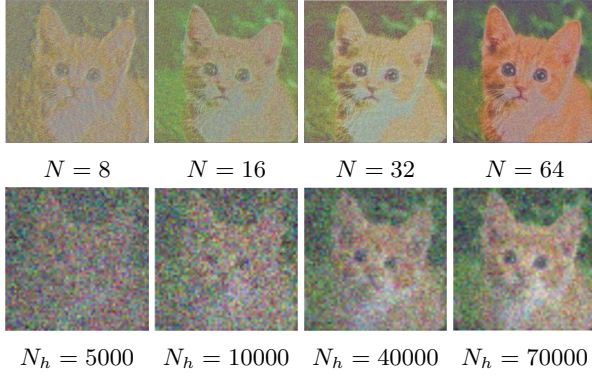 N = 8 N = 16 N = 32 N = 64
N_h = 5000 N_h = 10000 N_h = 40000 N_h = 70000